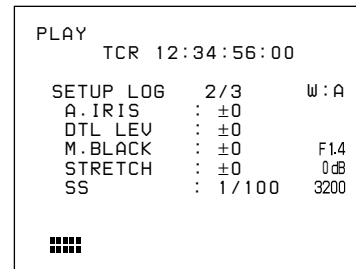 PLAY
TCR 12:34:56:00
SETUP LOG 2/3 W:A
A.IRIS : ±0
DTL LEV : ±0
M.BLACK : ±0 F1.4
STRETCH : ±0 0dB
SS : 1/100 3200